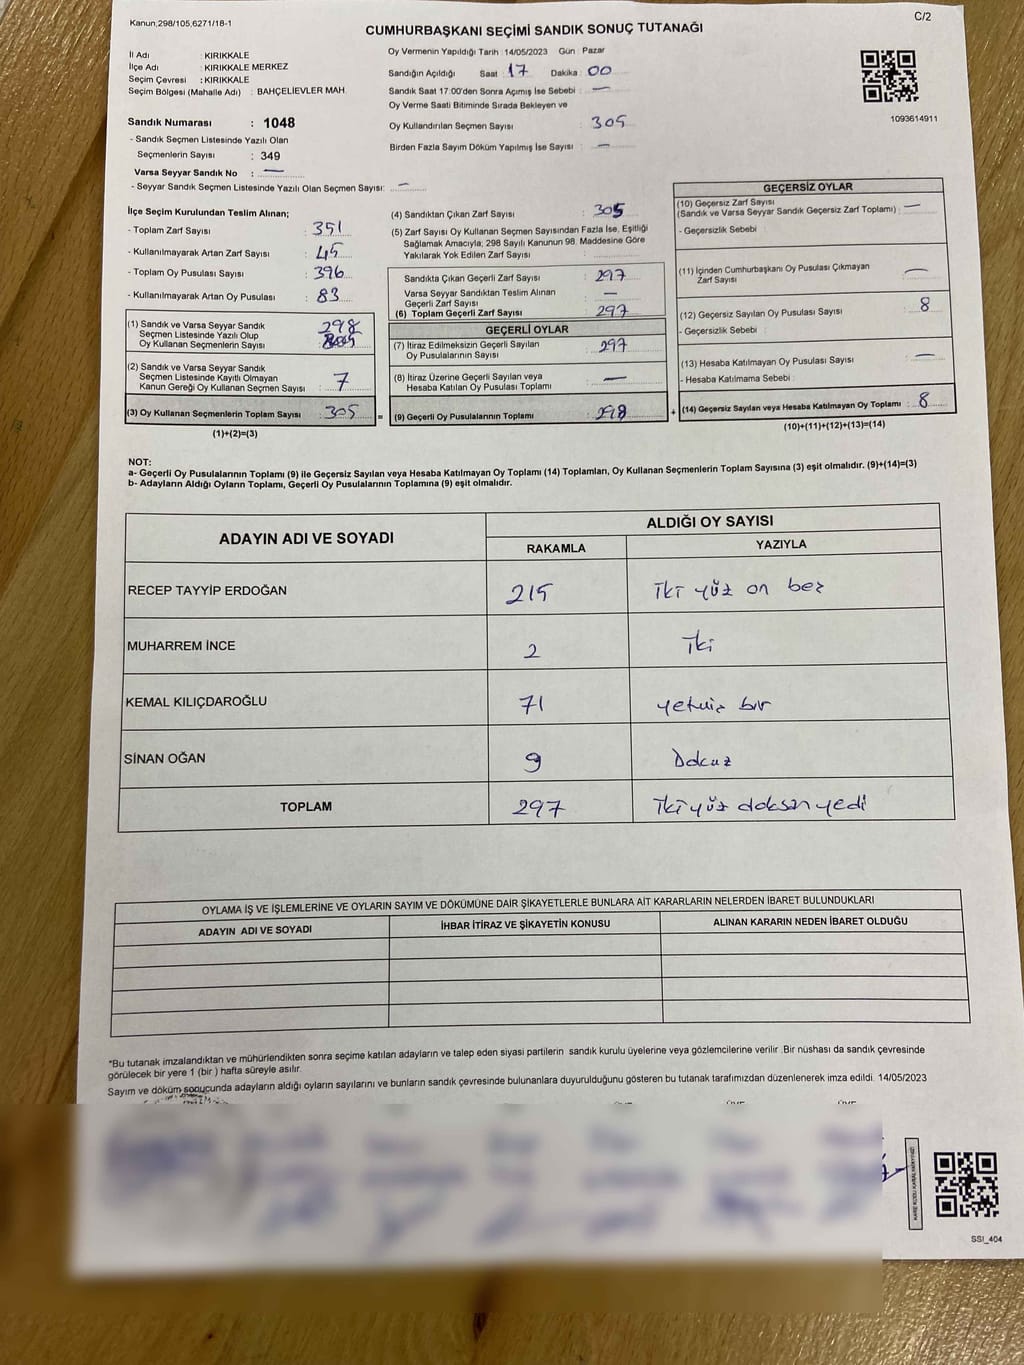 Kanun,298/105,6271/18-1
C/2
CUMHURBAŞKANI SEÇİMİ SANDIK SONUÇ TUTANAĞI
İl Adı : KIRIKKALE
İlçe Adı : KIRIKKALE MERKEZ
Seçim Çevresi : KIRIKKALE
Seçim Bölgesi (Mahalle Adı) : BAHÇELİEVLER MAH.
Sandık Numarası : 1048
- Sandık Seçmen Listesinde Yazılı Olan
Seçmenlerin Sayısı : 349
Varsa Seyyar Sandık No : —
- Seyyar Sandık Seçmen Listesinde Yazılı Olan Seçmen Sayısı: —
Oy Vermenin Yapıldığı Tarih :14/05/2023 Gün : Pazar
Sandığın Açıldığı Saat : 17 Dakika : 00
Sandık Saat 17:00'den Sonra Açımış İse Sebebi : —
Oy Verme Saati Bitiminde Sırada Bekleyen ve
Oy Kullandırılan Seçmen Sayısı : 305
Birden Fazla Sayım Döküm Yapılmış İse Sayısı : —
1093614911
İlçe Seçim Kurulundan Teslim Alınan;
- Toplam Zarf Sayısı : 351
- Kullanılmayarak Artan Zarf Sayısı : 45
- Toplam Oy Pusulası Sayısı : 396
- Kullanılmayarak Artan Oy Pusulası : 83
(1) Sandık ve Varsa Seyyar Sandık
Seçmen Listesinde Yazılı Olup
Oy Kullanan Seçmenlerin Sayısı : 298
(2) Sandık ve Varsa Seyyar Sandık
Seçmen Listesinde Kayıtlı Olmayan
Kanun Gereği Oy Kullanan Seçmen Sayısı : 7
(3) Oy Kullanan Seçmenlerin Toplam Sayısı : 305 =
(1)+(2)=(3)
(4) Sandıktan Çıkan Zarf Sayısı : 305
(5) Zarf Sayısı Oy Kullanan Seçmen Sayısından Fazla İse, Eşitliği
Sağlamak Amacıyla; 298 Sayılı Kanunun 98. Maddesine Göre
Yakılarak Yok Edilen Zarf Sayısı :
Sandıkta Çıkan Geçerli Zarf Sayısı : 297
Varsa Seyyar Sandıktan Teslim Alınan
Geçerli Zarf Sayısı : —
(6) Toplam Geçerli Zarf Sayısı : 297
GEÇERLİ OYLAR
(7) İtiraz Edilmeksizin Geçerli Sayılan
Oy Pusulalarının Sayısı : 297
(8) İtiraz Üzerine Geçerli Sayılan veya
Hesaba Katılan Oy Pusulası Toplamı : —
(9) Geçerli Oy Pusulalarının Toplamı : 298 +
GEÇERSİZ OYLAR
(10) Geçersiz Zarf Sayısı
(Sandık ve Varsa Seyyar Sandık Geçersiz Zarf Toplamı) : —
- Geçersizlik Sebebi :
(11) İçinden Cumhurbaşkanı Oy Pusulası Çıkmayan
Zarf Sayısı : —
(12) Geçersiz Sayılan Oy Pusulası Sayısı : 8
- Geçersizlik Sebebi :
(13) Hesaba Katılmayan Oy Pusulası Sayısı : —
- Hesaba Katılmama Sebebi :
(14) Geçersiz Sayılan veya Hesaba Katılmayan Oy Toplamı : 8
(10)+(11)+(12)+(13)=(14)
NOT:
a- Geçerli Oy Pusulalarının Toplamı (9) ile Geçersiz Sayılan veya Hesaba Katılmayan Oy Toplamı (14) Toplamları, Oy Kullanan Seçmenlerin Toplam Sayısına (3) eşit olmalıdır. (9)+(14)=(3)
b- Adayların Aldığı Oyların Toplamı, Geçerli Oy Pusulalarının Toplamına (9) eşit olmalıdır.
ADAYIN ADI VE SOYADI ALDIĞI OY SAYISI
RAKAMLA YAZIYLA
RECEP TAYYİP ERDOĞAN 215 iki yüz on beş
MUHARREM İNCE 2 iki
KEMAL KILIÇDAROĞLU 71 yetmiş bir
SİNAN OĞAN 9 Dokuz
TOPLAM 297 iki yüz doksan yedi
OYLAMA İŞ VE İŞLEMLERİNE VE OYLARIN SAYIM VE DÖKÜMÜNE DAİR ŞİKAYETLERLE BUNLARA AİT KARARLARIN NELERDEN İBARET BULUNDUKLARI
ADAYIN ADI VE SOYADI İHBAR İTİRAZ VE ŞİKAYETİN KONUSU ALINAN KARARIN NEDEN İBARET OLDUĞU
*Bu tutanak imzalandıktan ve mühürlendikten sonra seçime katılan adayların ve talep eden siyasi partilerin sandık kurulu üyelerine veya gözlemcilerine verilir .Bir nüshası da sandık çevresinde
görülecek bir yere 1 (bir ) hafta süreyle asılır.
Sayım ve döküm sonucunda adayların aldığı oyların sayılarını ve bunların sandık çevresinde bulunanlara duyurulduğunu gösteren bu tutanak tarafımızdan düzenlenerek imza edildi. 14/05/2023
SSI_404